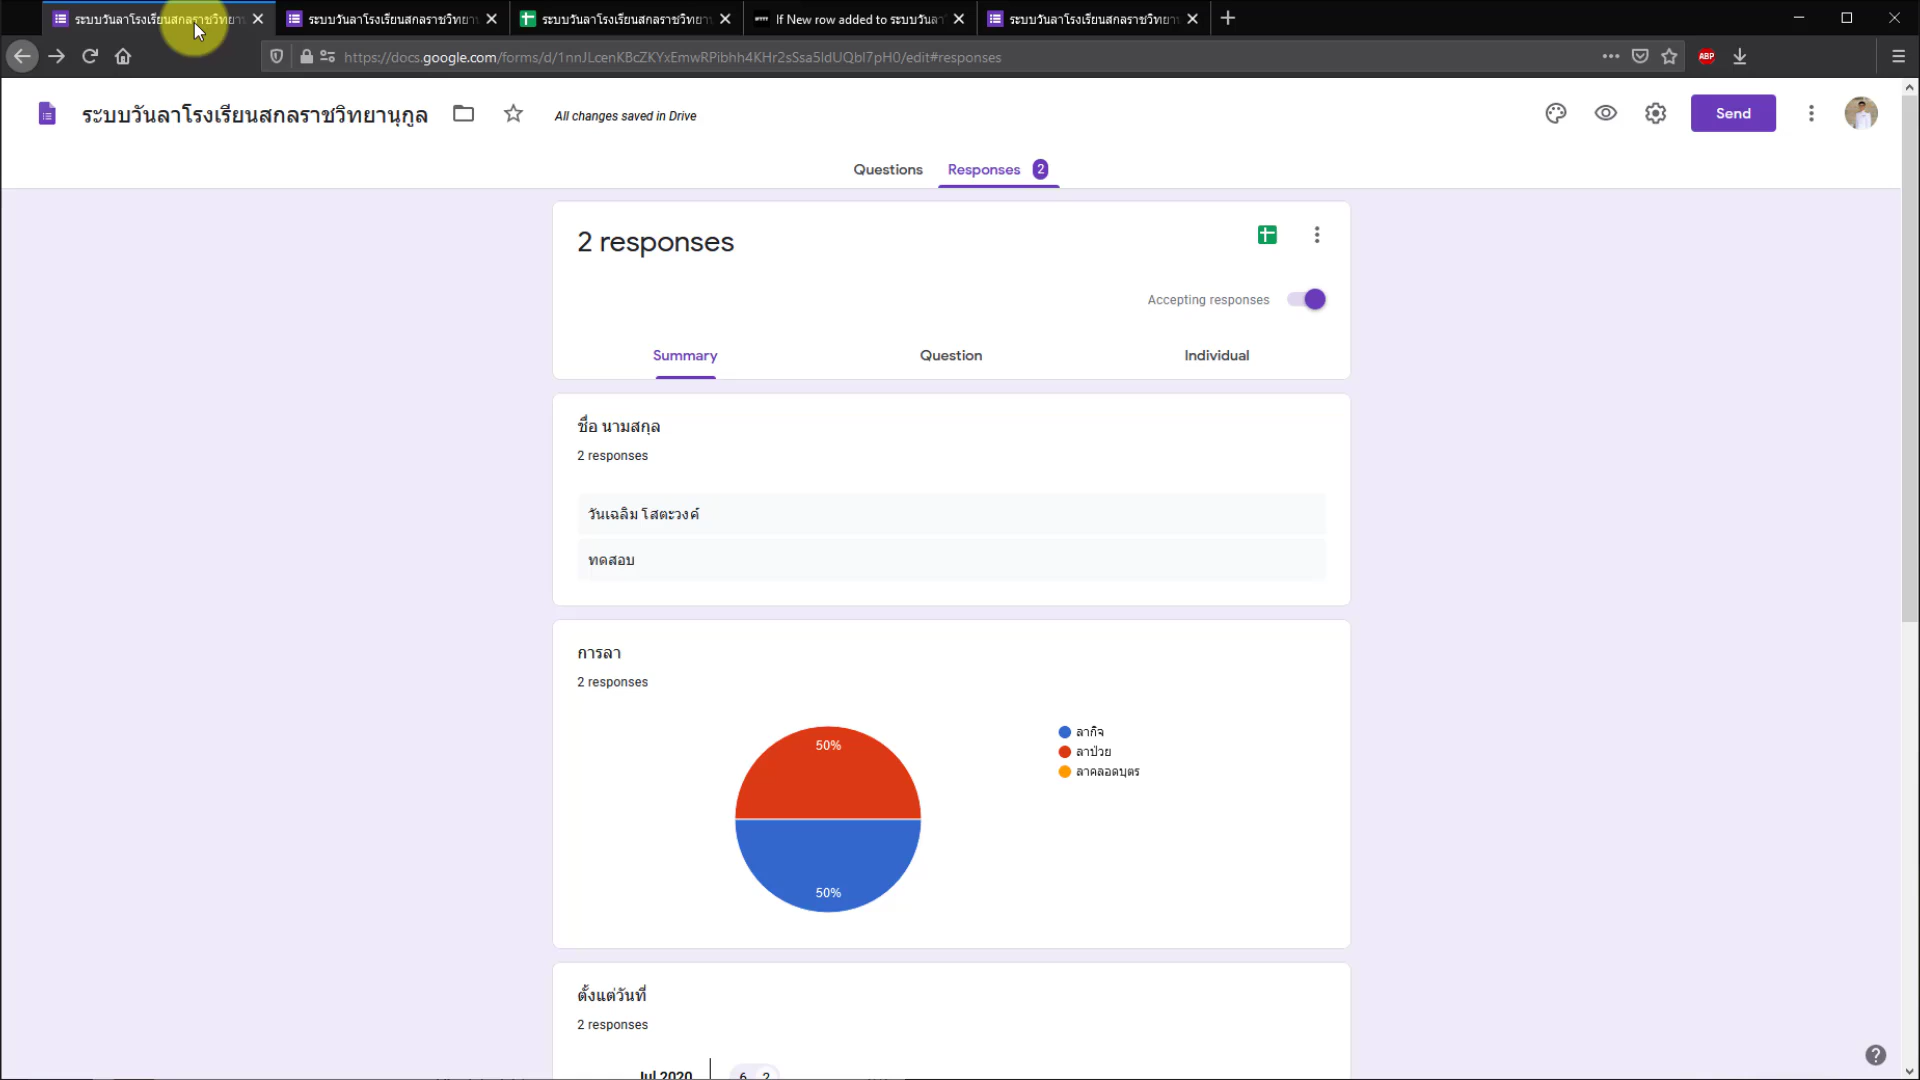 ระบบวันลาโรงเรียนสกลราชวิทยานุ
ระบบวันลาโรงเรียนสกลราชวิทยานุ
ระบบวันลาโรงเรียนสกลราชวิทยานุ
If New row added to ระบบวันลา
ระบบวันลาโรงเรียนสกลราชวิทยานุ
https://docs.google.com/forms/d/1nnJLcenKBcZKYxEmwRPibhh4KHr2sSsa5ldUQbI7pH0/edit#responses
ABP
ระบบวันลาโรงเรียนสกลราชวิทยานุกูล
All changes saved in Drive
Send
Questions
Responses 2
2 responses
Accepting responses
Summary
Question
Individual
ชื่อ นามสกุล
2 responses
วันเฉลิม โสตะวงค์
ทดสอบ
การลา
2 responses
50%
50%
ลากิจ
ลาป่วย
ลาคลอดบุตร
ตั้งแต่วันที่
2 responses
Jul 2020
6 2